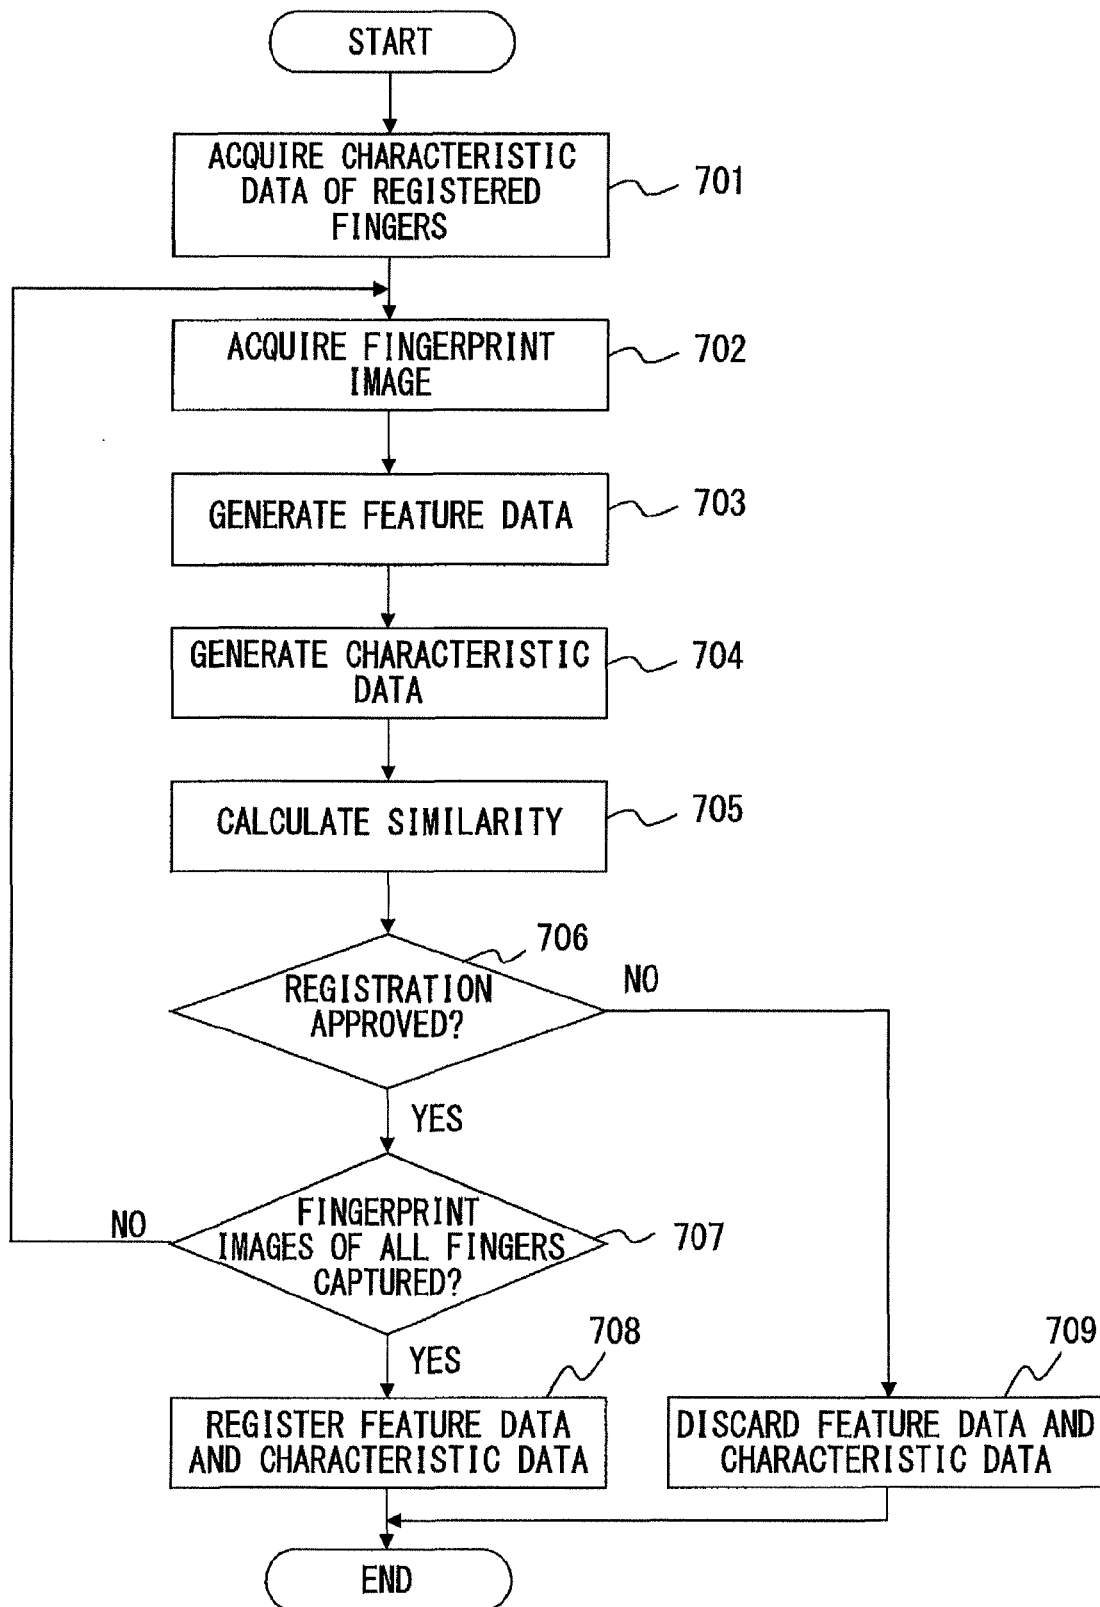 START
ACQUIRE CHARACTERISTIC
DATA OF REGISTERED
FINGERS
701
ACQUIRE FINGERPRINT
IMAGE
702
GENERATE FEATURE DATA
703
GENERATE CHARACTERISTIC
DATA
704
CALCULATE SIMILARITY
705
706
REGISTRATION
APPROVED?
NO
YES
FINGERPRINT
IMAGES OF ALL FINGERS
CAPTURED?
NO
707
YES
708
REGISTER FEATURE DATA
AND CHARACTERISTIC DATA
709
DISCARD FEATURE DATA AND
CHARACTERISTIC DATA
END